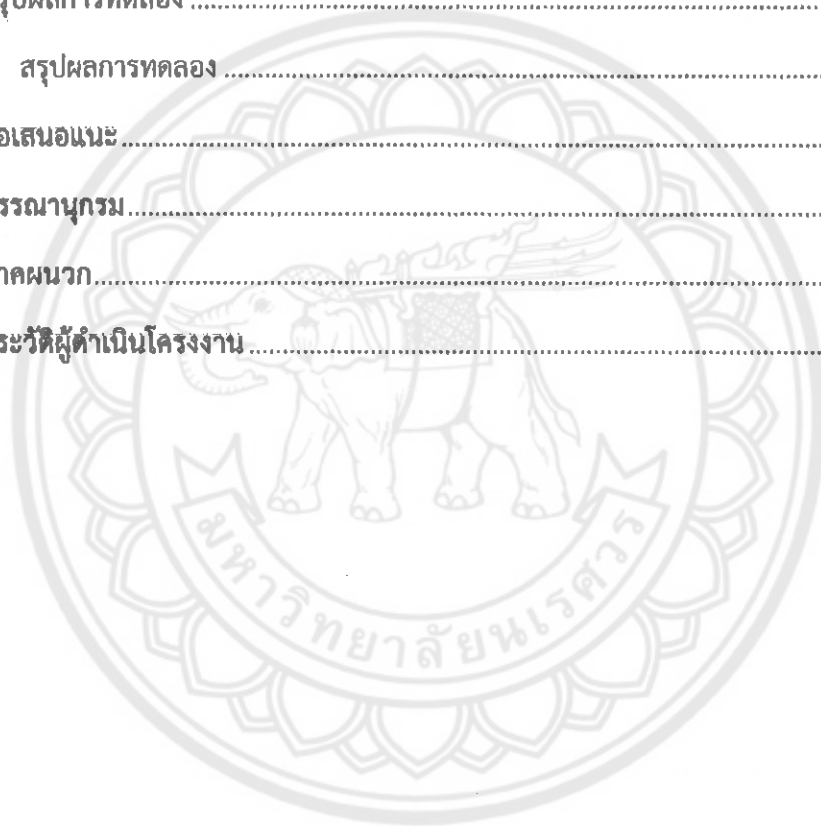 รุปผลการทดลอง
สรุปผลการทดลอง
อเสนอแนะ
รรณานุกรม
าคผนวก
ระวัติผู้ดำเนินโครงงาน
มหาวิทยาลัยนเรศวร